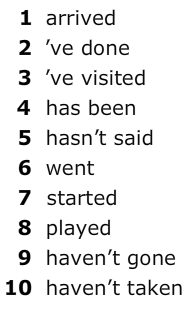 1 arrived
2 ’ve done
3 ’ve visited
4 has been
5 hasn’t said
6 went
7 started
8 played
9 haven’t gone
10 haven’t taken